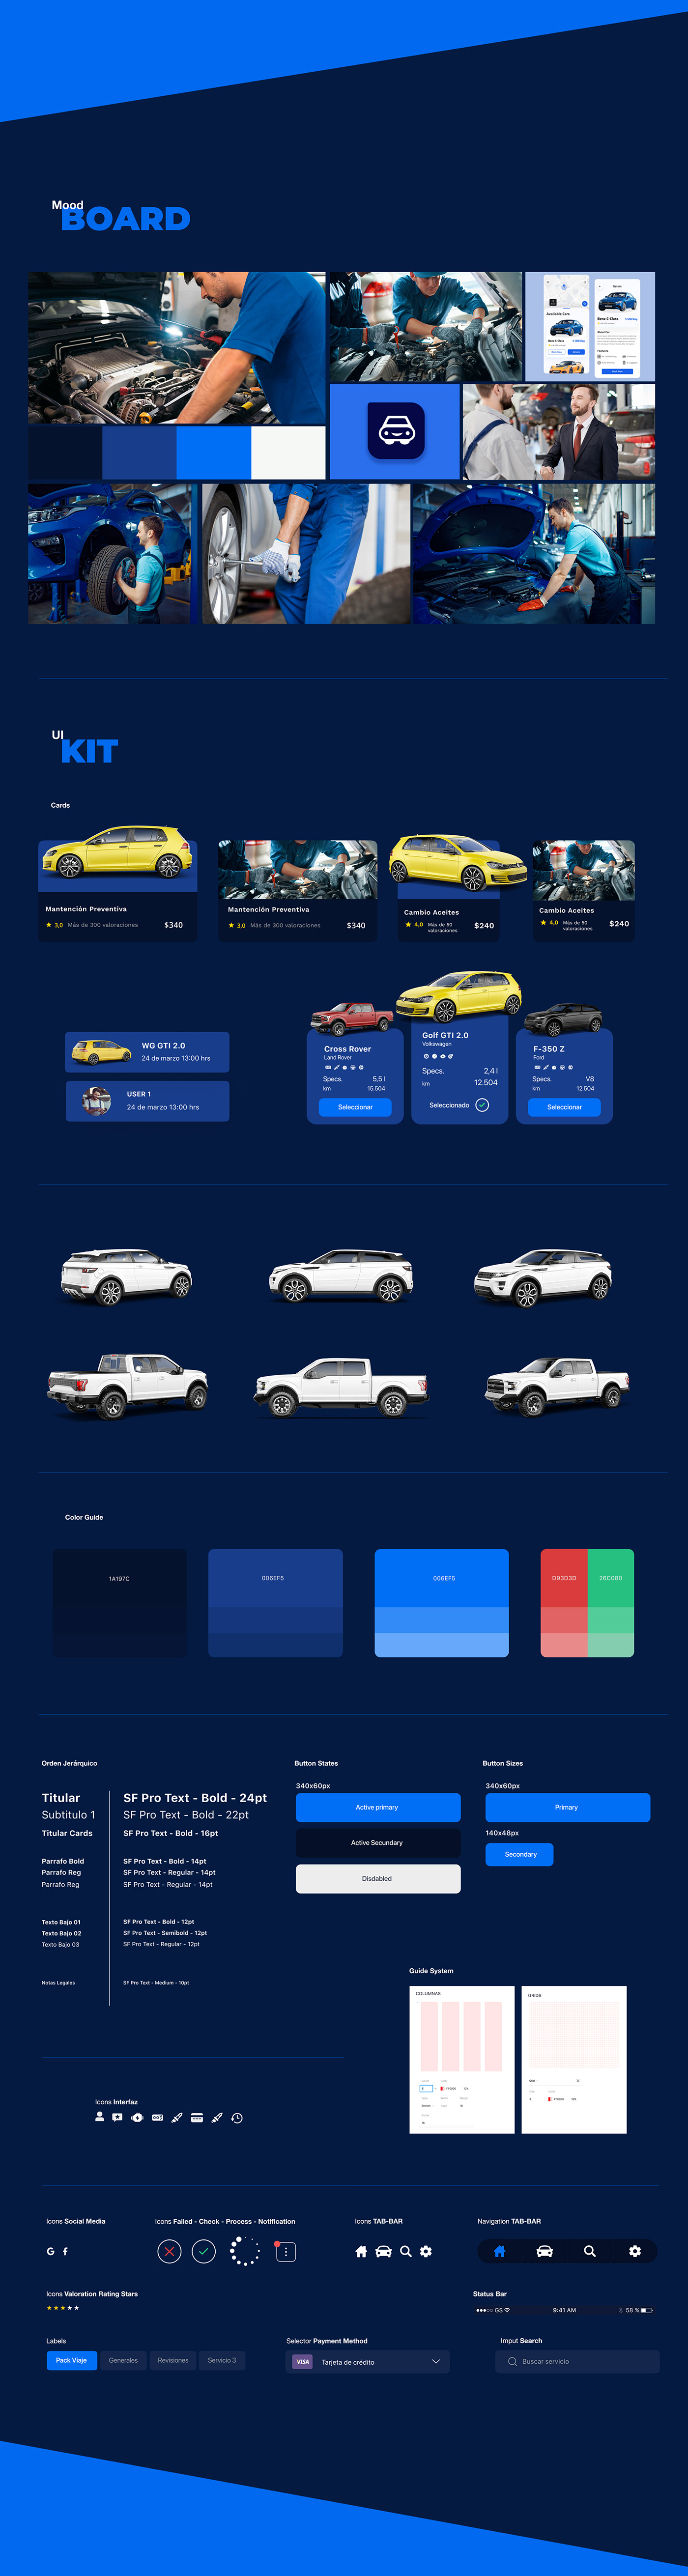 Mood
BOARD
Available Cars
Benz E-Class
Details
Benz E-Class
UI
KIT
Cards
Mantención Preventiva
3,0 Más de 300 valoraciones $340
Mantención Preventiva
3,0 Más de 300 valoraciones $340
Cambio Aceites
4,0 Más de 50 valoraciones $240
Cambio Aceites
4,0 Más de 50 valoraciones $240
WG GTI 2.0
24 de marzo 13:00 hrs
USER 1
24 de marzo 13:00 hrs
Cross Rover
Land Rover
Specs. 5,5 l
km 15.504
Seleccionar
Golf GTI 2.0
Volkswagen
Specs. 2,4 l
km 12.504
Seleccionado
F-350 Z
Ford
Specs. V8
km 12.504
Seleccionar
Color Guide
1A197C
006EF5
006EF5
D93D3D
26C080
Orden Jerárquico
Titular SF Pro Text - Bold - 24pt
Subtitulo 1 SF Pro Text - Bold - 22pt
Titular Cards SF Pro Text - Bold - 16pt
Parrafo Bold SF Pro Text - Bold - 14pt
Parrafo Reg SF Pro Text - Regular - 14pt
Parrafo Reg SF Pro Text - Regular - 14pt
Texto Bajo 01 SF Pro Text - Bold - 12pt
Texto Bajo 02 SF Pro Text - Semibold - 12pt
Texto Bajo 03 SF Pro Text - Regular - 12pt
Notas Legales SF Pro Text - Medium - 10pt
Button States
340x60px
Active primary
Active Secundary
Disdabled
Button Sizes
340x60px
Primary
140x48px
Secondary
Guide System
COLUMNAS
GRIDS
Icons Interfaz
Icons Social Media
Icons Failed - Check - Process - Notification
Icons TAB-BAR
Navigation TAB-BAR
Icons Valoration Rating Stars
Status Bar
GS 9:41 AM 58 %
Labels
Pack Viaje
Generales
Revisiones
Servicio 3
Selector Payment Method
VISA Tarjeta de crédito
Imput Search
Buscar servicio